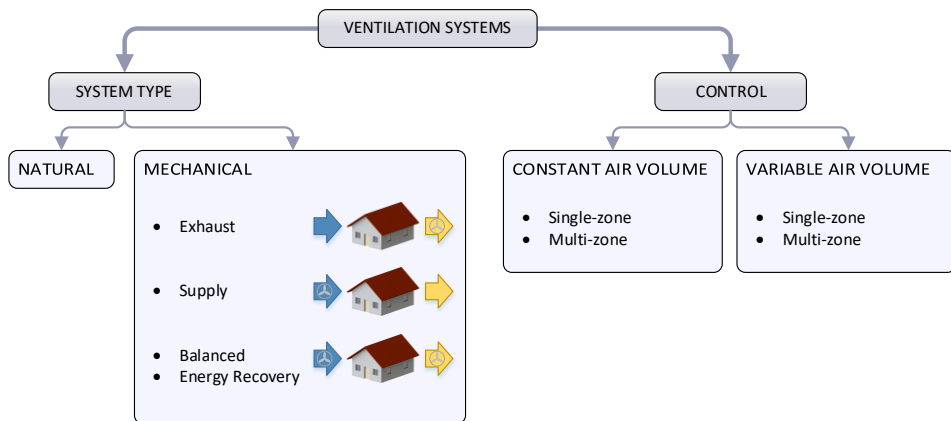 VENTILATION SYSTEMS
SYSTEM TYPE
CONTROL
NATURAL
MECHANICAL
• Exhaust
• Supply
• Balanced
• Energy Recovery
CONSTANT AIR VOLUME
• Single-zone
• Multi-zone
VARIABLE AIR VOLUME
• Single-zone
• Multi-zone